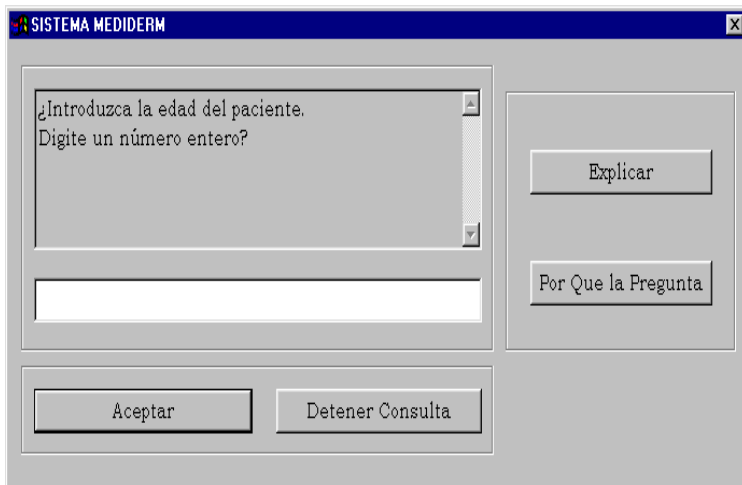 SISTEMA MEDIDERM
¿Introduzca la edad del paciente.
Digite un número entero?
Explicar
Por Que la Pregunta
Aceptar
Detener Consulta